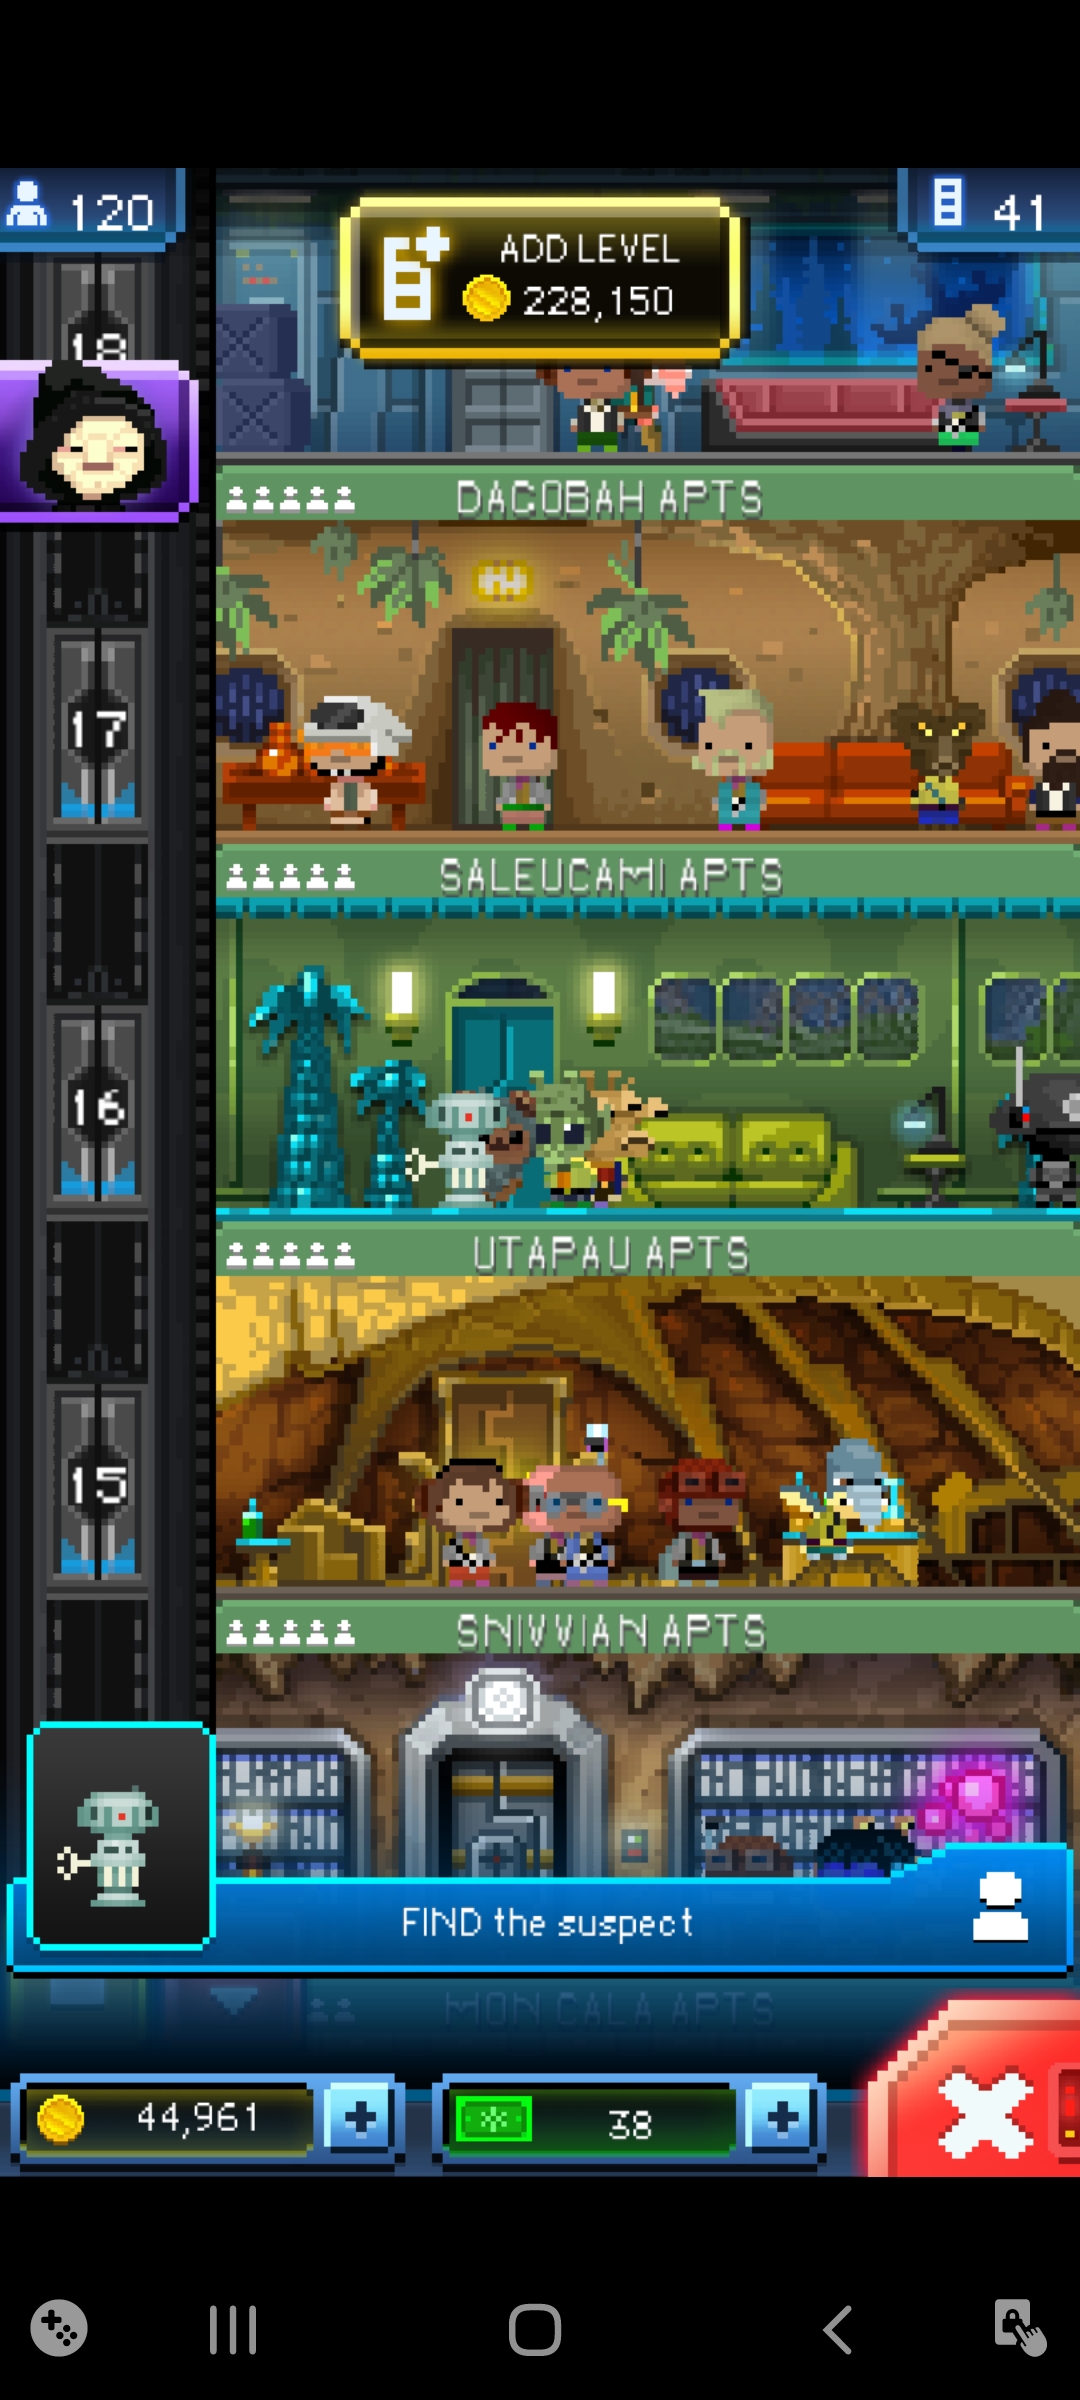 120
41
ADD LEVEL
228,150
18
DAGOBAH APTS
17
SALEUCAMI APTS
16
UTAPAU APTS
15
SNIVVIAN APTS
FIND the suspect
MON CALA APTS
44,961
38